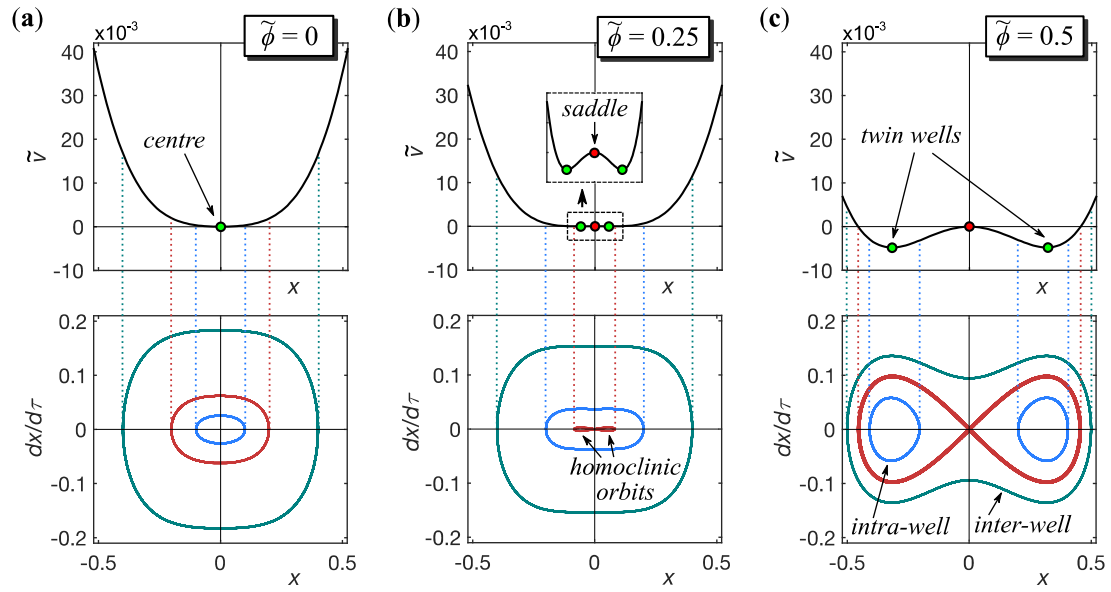 (a)
×10⁻³
ϕ̃ = 0
40
30
20
10
0
-10
ṽ
centre
x
0.2
0.1
0
-0.1
-0.2
dx/dτ
-0.5
0
0.5
x
(b)
×10⁻³
ϕ̃ = 0.25
40
30
20
10
0
-10
ṽ
saddle
x
0.2
0.1
0
-0.1
-0.2
dx/dτ
homoclinic
orbits
-0.5
0
0.5
x
(c)
×10⁻³
ϕ̃ = 0.5
40
30
20
10
0
-10
ṽ
twin wells
x
0.2
0.1
0
-0.1
-0.2
dx/dτ
intra-well
inter-well
-0.5
0
0.5
x